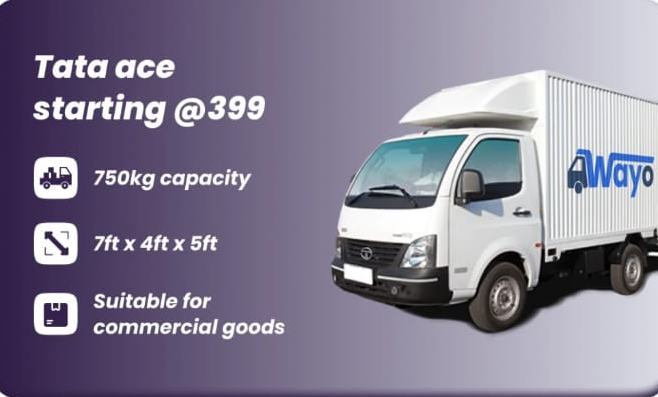 Tata ace
starting @399
750kg capacity
7ft x 4ft x 5ft
Suitable for
commercial goods
Wayo